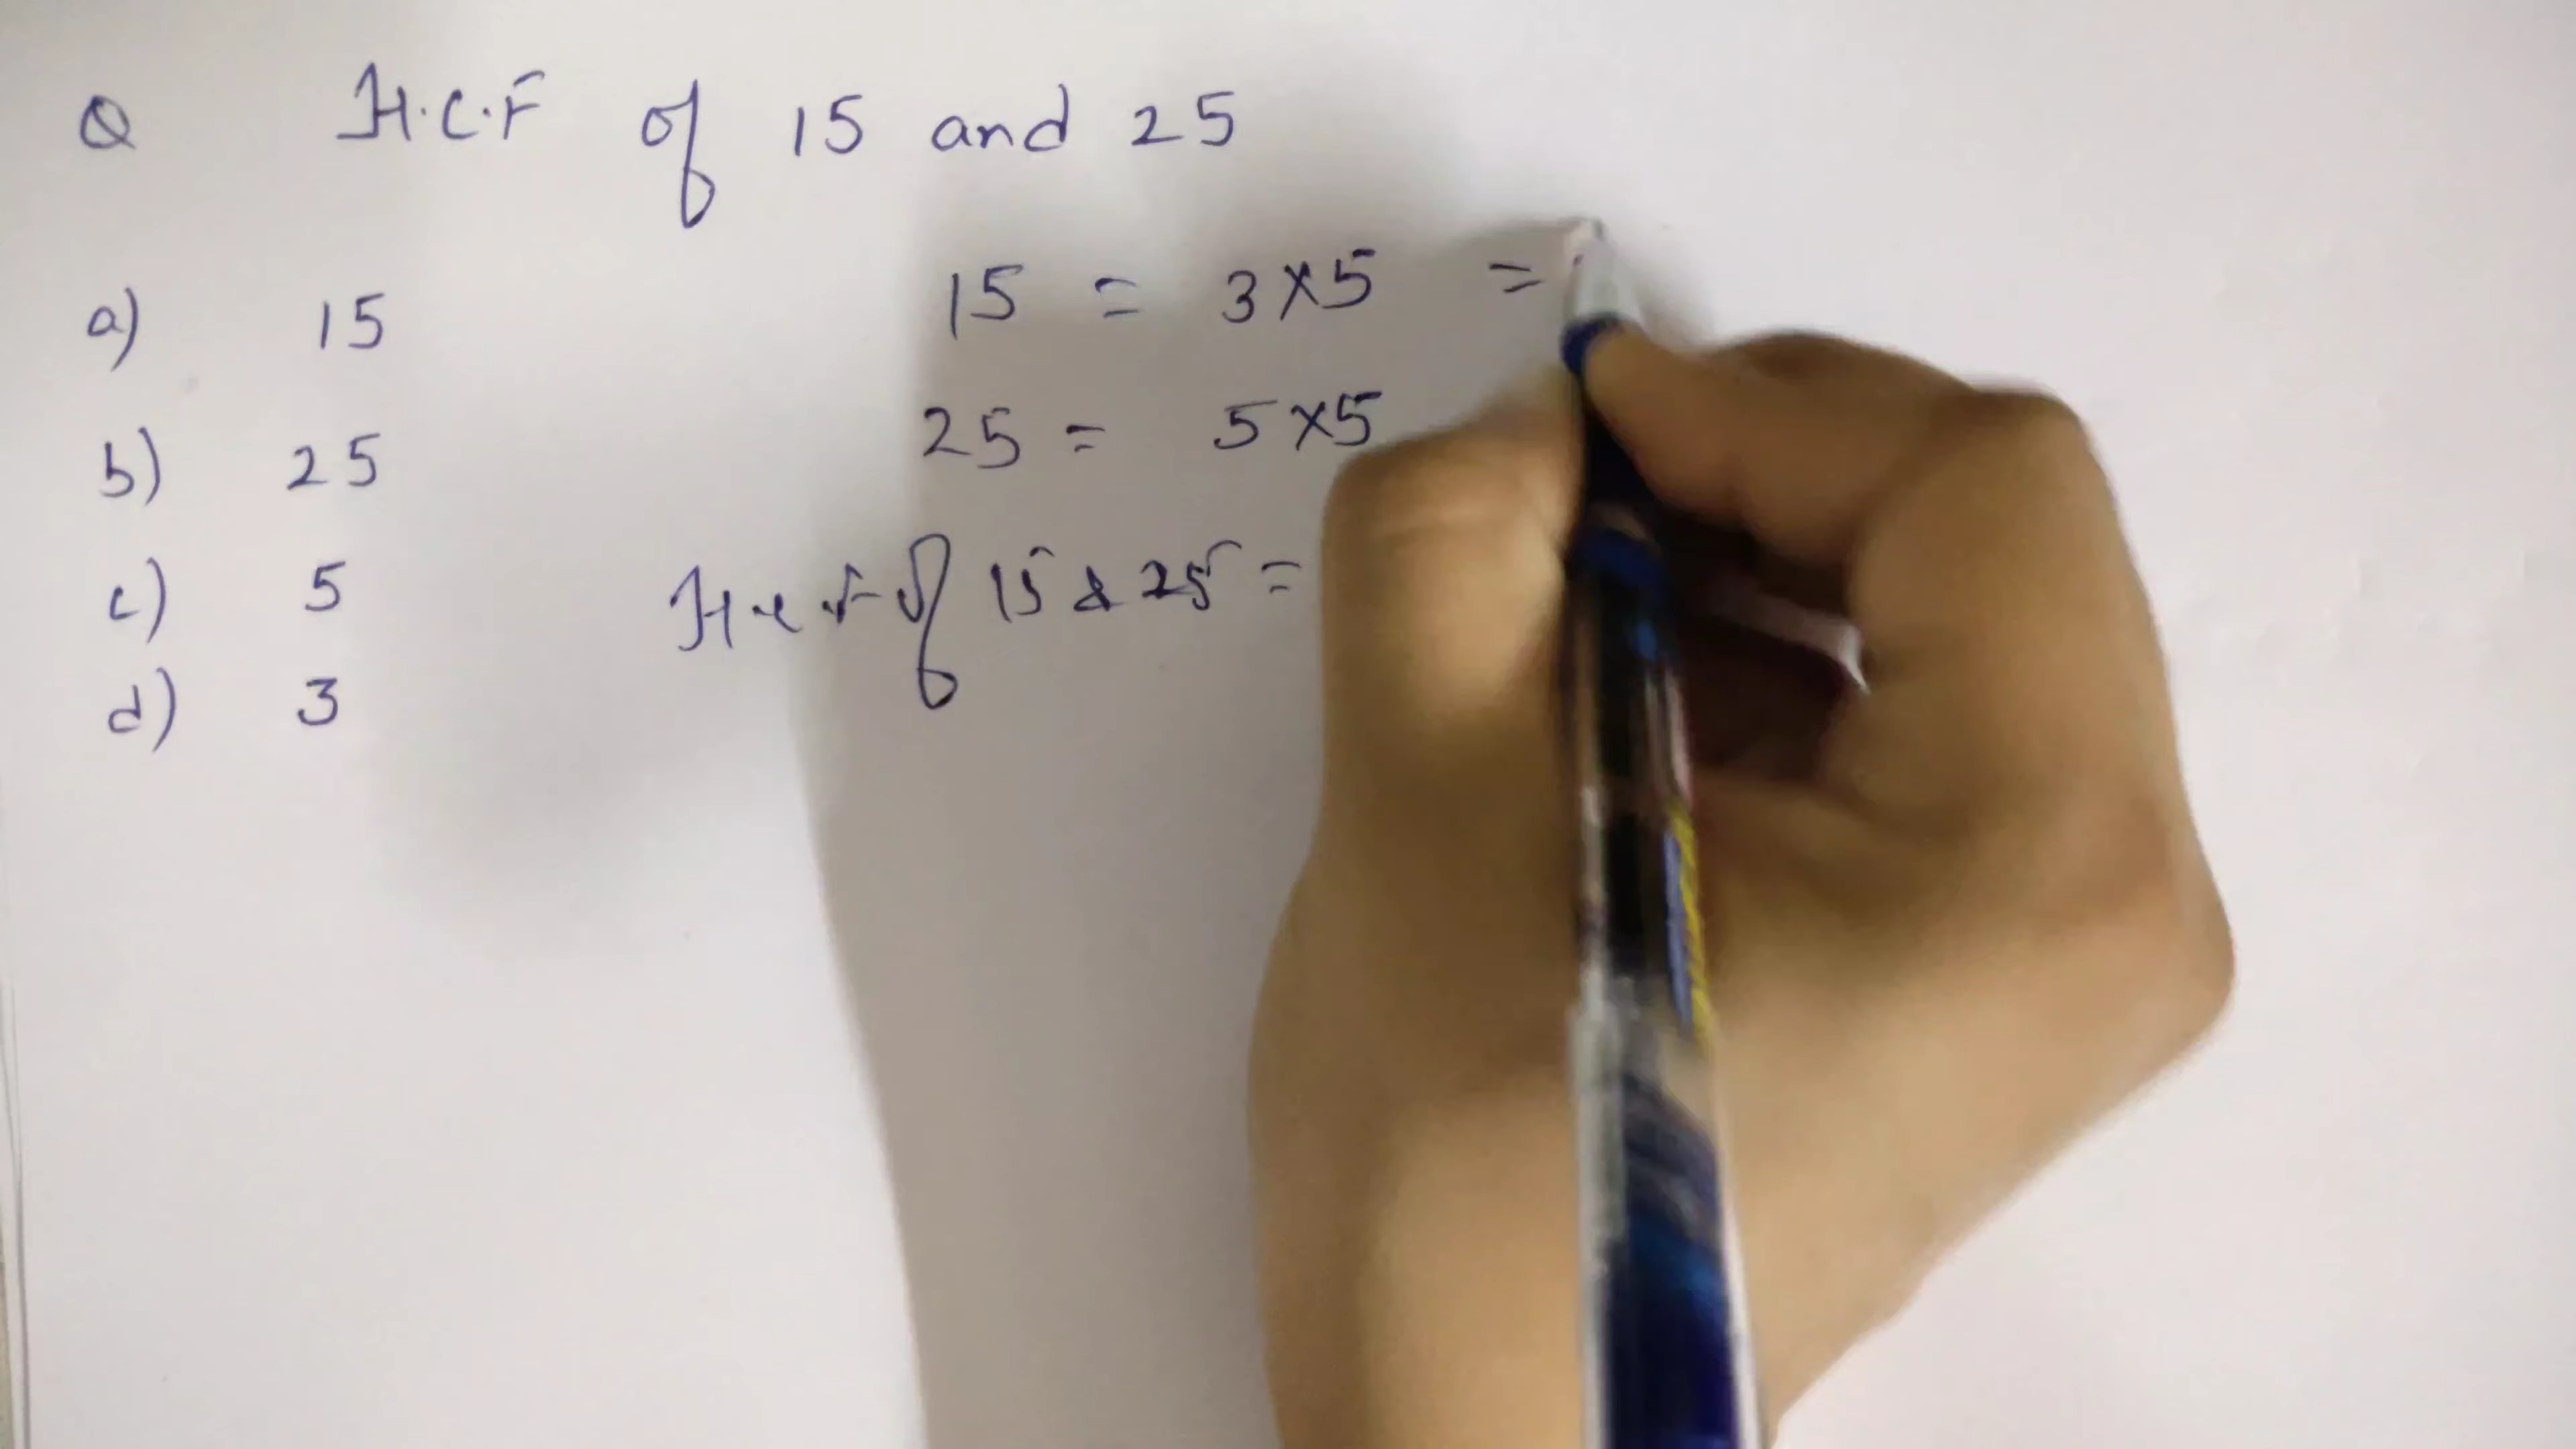 Q H.C.F of 15 and 25
a) 15
b) 25
c) 5
d) 3
15 = 3×5 =
25 = 5×5
H.C.F of 15 & 25 =